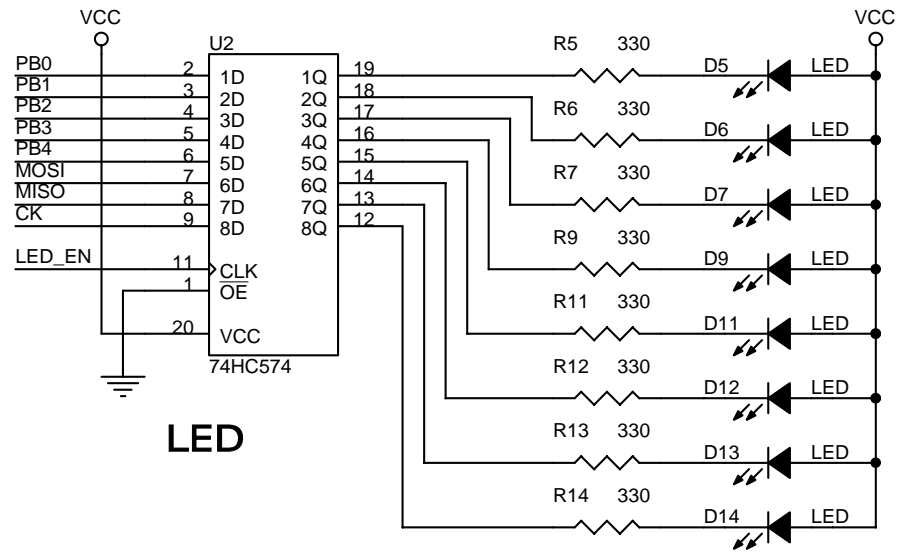 VCC
VCC
U2
R5 330
PB0 2 1D 1Q 19 D5 LED
PB1 3 2D 2Q 18
R6 330
PB2 4 3D 3Q 17
PB3 5 4D 4Q 16 D6 LED
PB4 6 5D 5Q 15
R7 330
MOSI 7 6D 6Q 14
MISO 8 7D 7Q 13 D7 LED
CK 9 8D 8Q 12
R9 330
LED_EN 11 CLK D9 LED
1 OE
R11 330
20 VCC D11 LED
74HC574
R12 330
D12 LED
LED
R13 330
D13 LED
R14 330
D14 LED